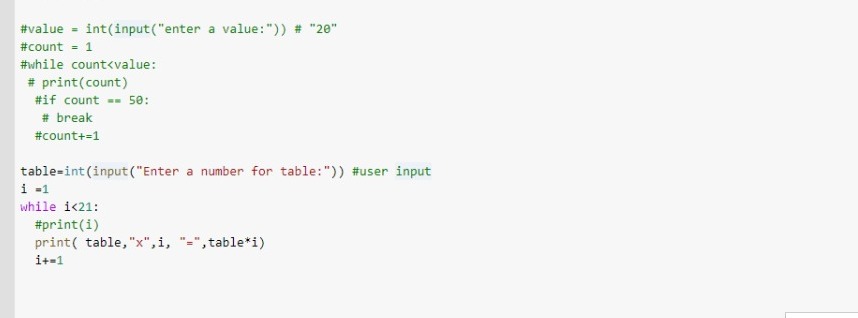 #value = int(input("enter a value:")) # "20"
#count = 1
#while count<value:
 # print(count)
  #if count == 50:
   # break
  #count+=1

table=int(input("Enter a number for table:")) #user input
i =1
while i<21:
  #print(i)
  print( table,"x",i, "=",table*i)
  i+=1